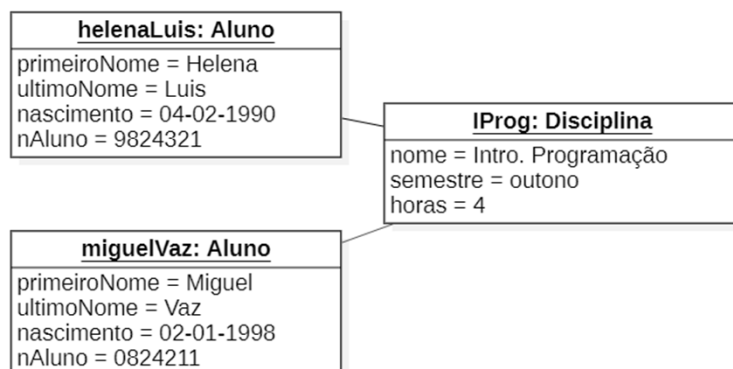 helenaLuis: Aluno
primeiroNome = Helena
ultimoNome = Luis
nascimento = 04-02-1990
nAluno = 9824321
IProg: Disciplina
nome = Intro. Programação
semestre = outono
horas = 4
miguelVaz: Aluno
primeiroNome = Miguel
ultimoNome = Vaz
nascimento = 02-01-1998
nAluno = 0824211